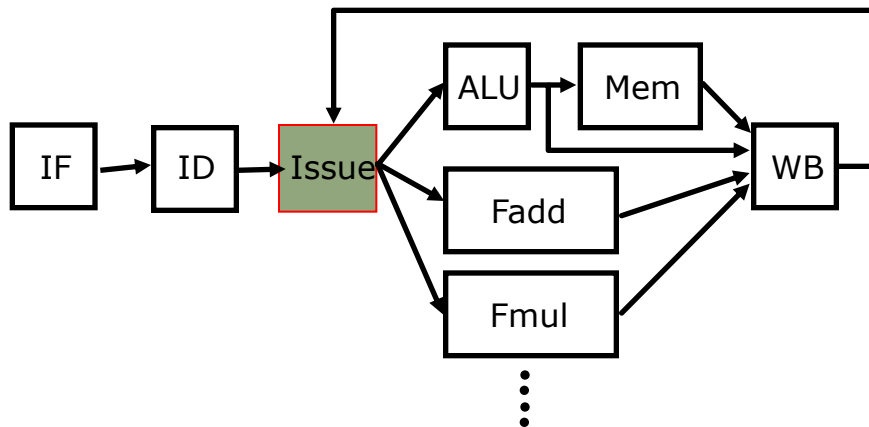 IF
ID
Issue
ALU
Mem
Fadd
Fmul
WB